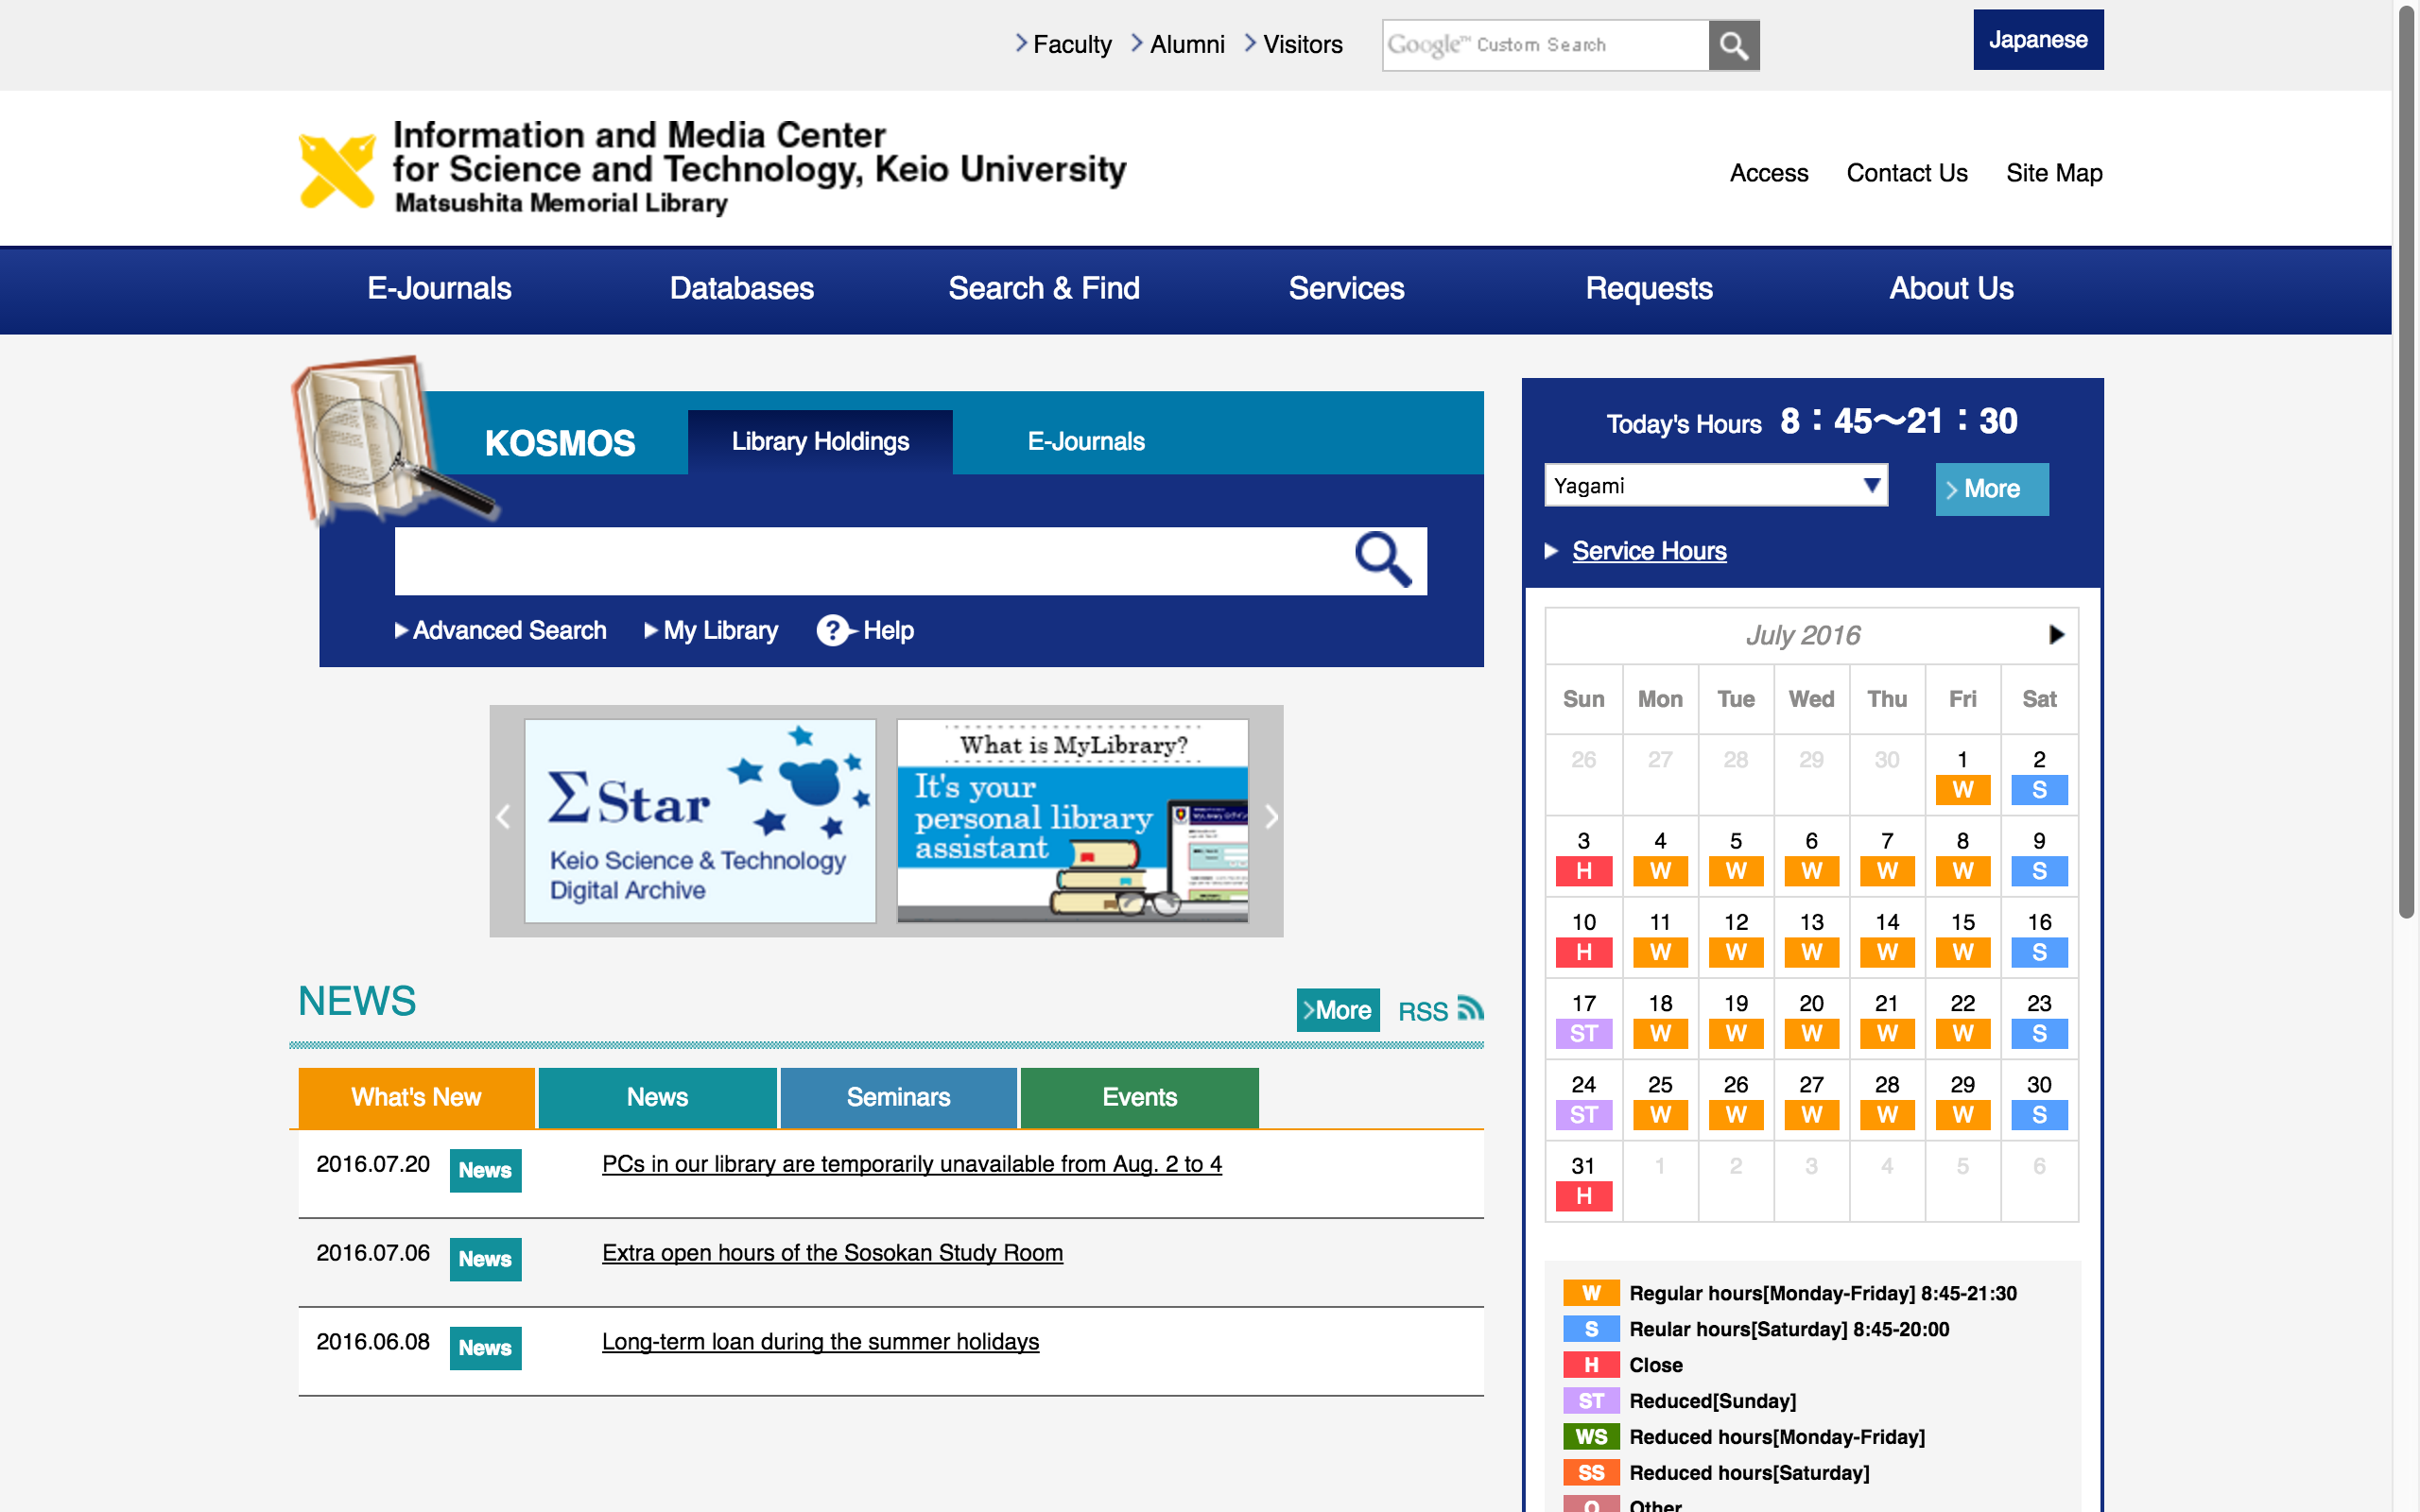 Faculty Alumni Visitors Google™ Custom Search Japanese
Information and Media Center
for Science and Technology, Keio University
Matsushita Memorial Library
Access Contact Us Site Map
E-Journals Databases Search & Find Services Requests About Us
KOSMOS Library Holdings E-Journals
Advanced Search My Library ? Help
Σ Star
Keio Science & Technology
Digital Archive
What is MyLibrary?
It's your
personal library
assistant
NEWS
More RSS
What's New News Seminars Events
2016.07.20 News PCs in our library are temporarily unavailable from Aug. 2 to 4
2016.07.06 News Extra open hours of the Sosokan Study Room
2016.06.08 News Long-term loan during the summer holidays
Today's Hours 8：45～21：30
Yagami More
Service Hours
July 2016
Sun Mon Tue Wed Thu Fri Sat
26 27 28 29 30 1 2
W S
3 4 5 6 7 8 9
H W W W W W S
10 11 12 13 14 15 16
H W W W W W S
17 18 19 20 21 22 23
ST W W W W W S
24 25 26 27 28 29 30
ST W W W W W S
31 1 2 3 4 5 6
H
W Regular hours[Monday-Friday] 8:45-21:30
S Reular hours[Saturday] 8:45-20:00
H Close
ST Reduced[Sunday]
WS Reduced hours[Monday-Friday]
SS Reduced hours[Saturday]
O Other